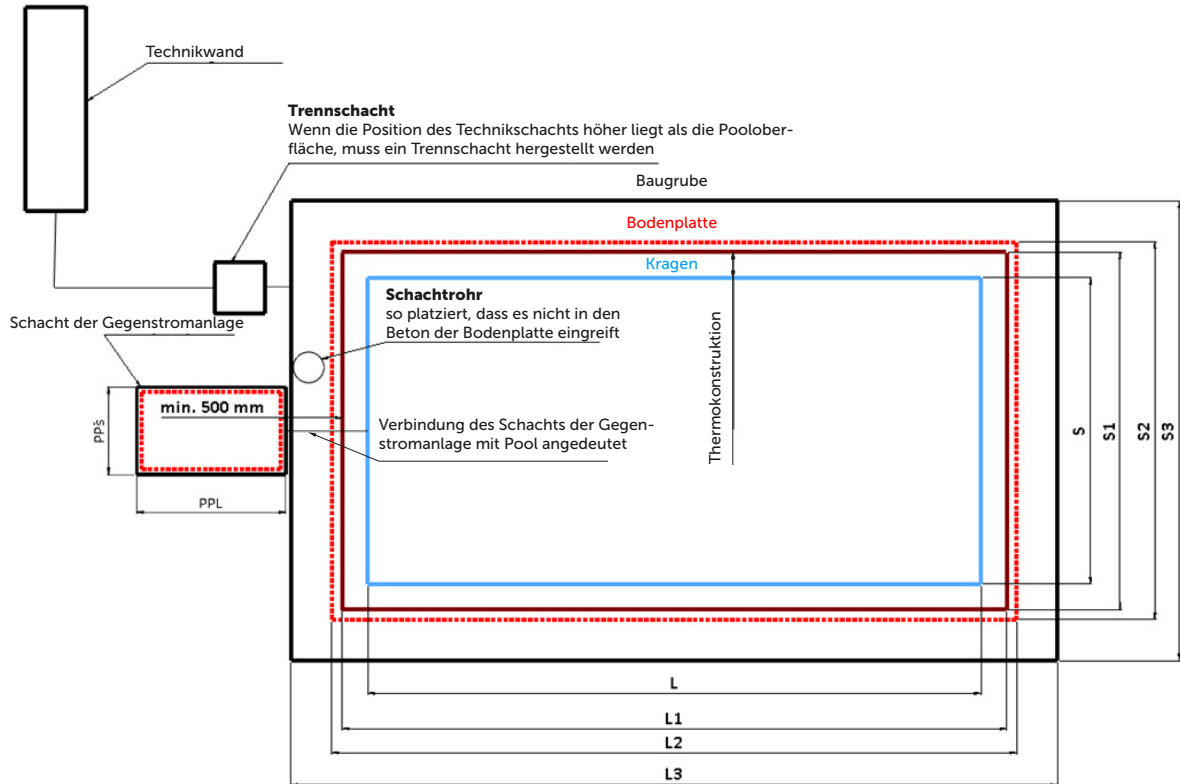 Technikwand
Trennschacht
Wenn die Position des Technikschachts höher liegt als die Poolober-
fläche, muss ein Trennschacht hergestellt werden
Baugrube
Bodenplatte
Kragen
Schachtrohr
so platziert, dass es nicht in den
Beton der Bodenplatte eingreift
Schacht der Gegenstromanlage
Thermokonstruktion
min. 500 mm
Verbindung des Schachts der Gegen-
stromanlage mit Pool angedeutet
PPš
PPL
S
S1
S2
S3
L
L1
L2
L3